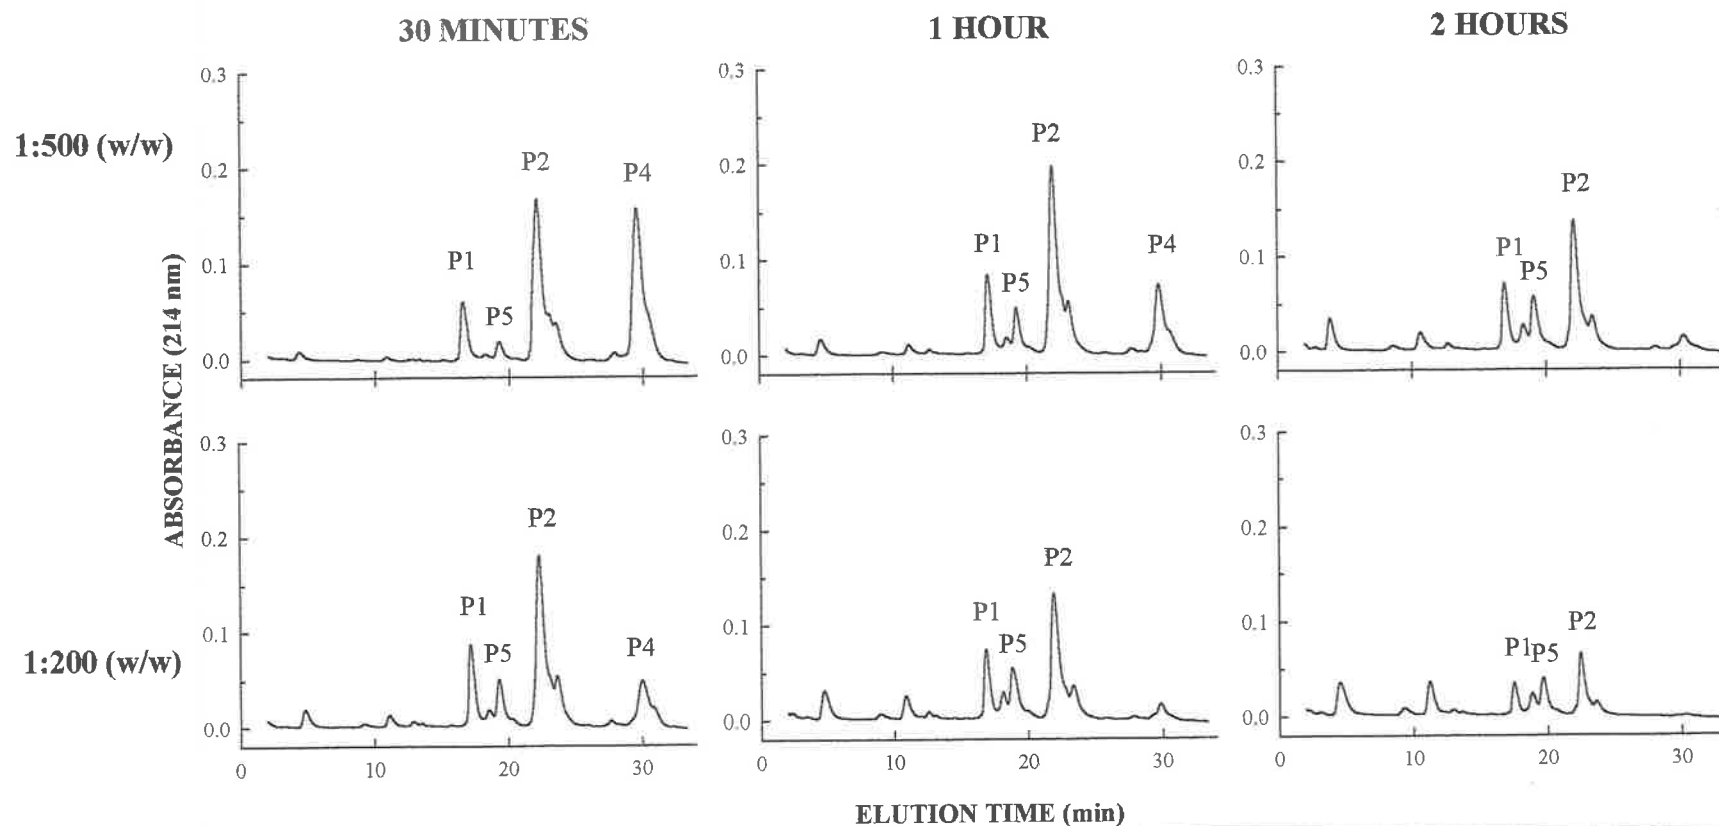 30 MINUTES
1 HOUR
2 HOURS
1:500 (w/w)
1:200 (w/w)
ABSORBANCE (214 nm)
0.3
0.2
0.1
0.0
P1
P5
P2
P4
0.3
0.2
0.1
0.0
P1
P5
P2
P4
0.3
0.2
0.1
0.0
P1
P5
P2
0.3
0.2
0.1
0.0
P1
P5
P2
P4
0 10 20 30
0.3
0.2
0.1
0.0
P1
P5
P2
0 10 20 30
0.3
0.2
0.1
0.0
P1
P5
P2
0 10 20 30
ELUTION TIME (min)